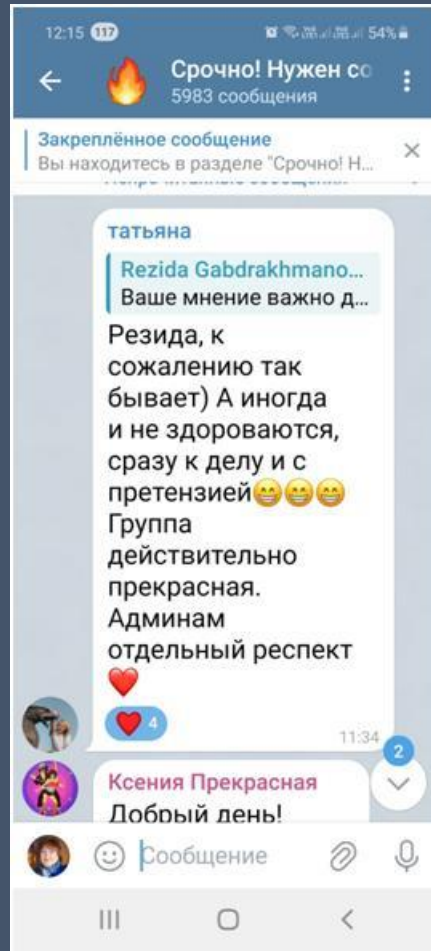 12:15 117 54%
Срочно! Нужен со
5983 сообщения
Закреплённое сообщение
Вы находитесь в разделе "Срочно! Н...
татьяна
Rezida Gabdrakhmano...
Ваше мнение важно д...
Резида, к
сожалению так
бывает) А иногда
и не здороваются,
сразу к делу и с
претензией😁😁😁
Группа
действительно
прекрасная.
Админам
отдельный респект
❤️
❤️ 4
11:34
2
Ксения Прекрасная
Добрый день!
Сообщение